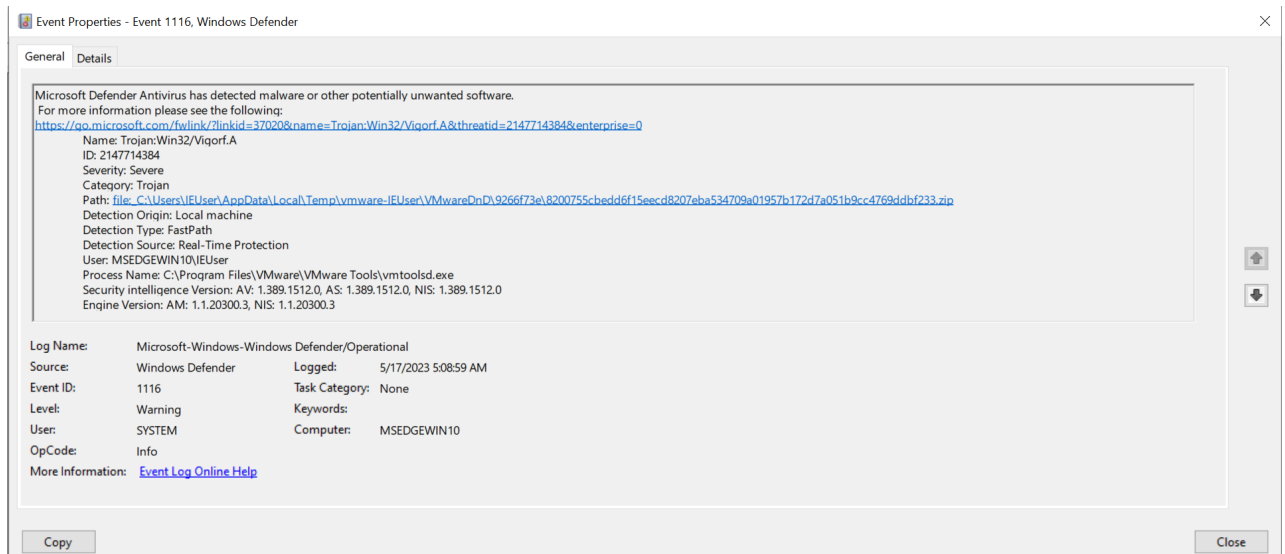 Event Properties - Event 1116, Windows Defender
General Details
Microsoft Defender Antivirus has detected malware or other potentially unwanted software.
For more information please see the following:
https://go.microsoft.com/fwlink/?linkid=37020&name=Trojan:Win32/Vigorf.A&threatid=2147714384&enterprise=0
Name: Trojan:Win32/Vigorf.A
ID: 2147714384
Severity: Severe
Category: Trojan
Path: file:_C:\Users\IEUser\AppData\Local\Temp\vmware-IEUser\VMwareDnD\9266f73e\8200755cbedd6f15eecd8207eba534709a01957b172d7a051b9cc4769ddbf233.zip
Detection Origin: Local machine
Detection Type: FastPath
Detection Source: Real-Time Protection
User: MSEDGEWIN10\IEUser
Process Name: C:\Program Files\VMware\VMware Tools\vmtoolsd.exe
Security intelligence Version: AV: 1.389.1512.0, AS: 1.389.1512.0, NIS: 1.389.1512.0
Engine Version: AM: 1.1.20300.3, NIS: 1.1.20300.3
Log Name: Microsoft-Windows-Windows Defender/Operational
Source: Windows Defender Logged: 5/17/2023 5:08:59 AM
Event ID: 1116 Task Category: None
Level: Warning Keywords:
User: SYSTEM Computer: MSEDGEWIN10
OpCode: Info
More Information: Event Log Online Help
Copy Close